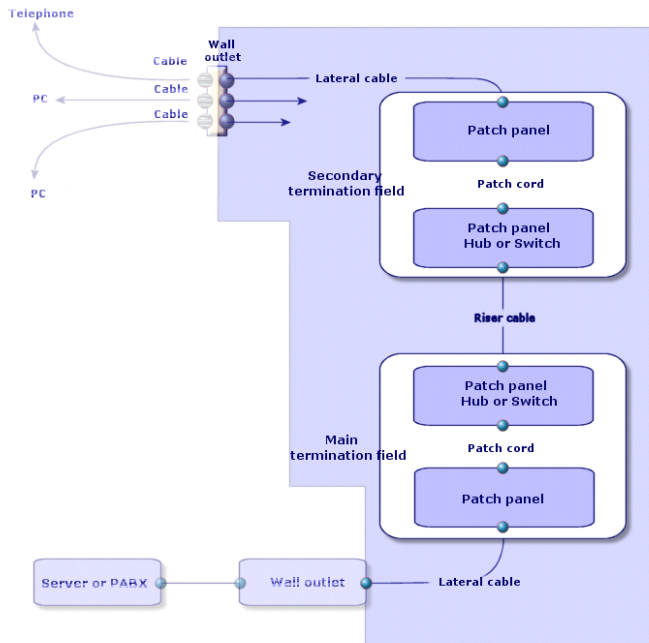 Telephone
Cable
Wall
outlet
Lateral cable
PC
Cable
Cable
PC
Patch panel
Secondary
termination field
Patch cord
Patch panel
Hub or Switch
Riser cable
Patch panel
Hub or Switch
Main
termination field
Patch cord
Patch panel
Server or PABX
Wall outlet
Lateral cable